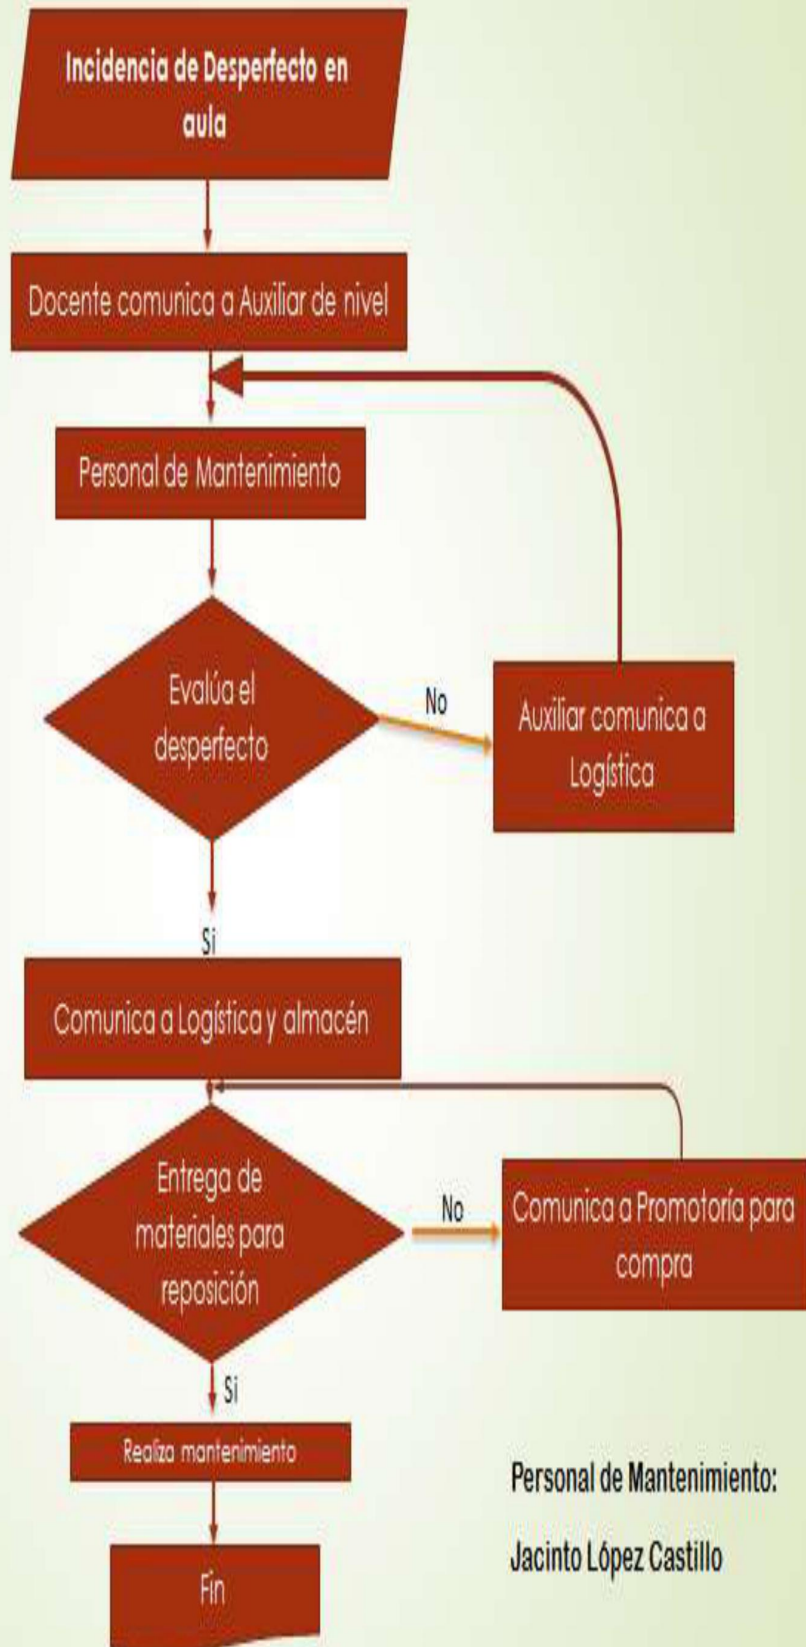 Incidencia de Desperfecto en
aula
Docente comunica a Auxiliar de nivel
Personal de Mantenimiento
Evalúa el
desperfecto
No
Auxiliar comunica a
Logística
Si
Comunica a Logística y almacén
Entrega de
materiales para
reposición
No
Comunica a Promotoría para
compra
Si
Realiza mantenimiento
Fin
Personal de Mantenimiento:
Jacinto López Castillo